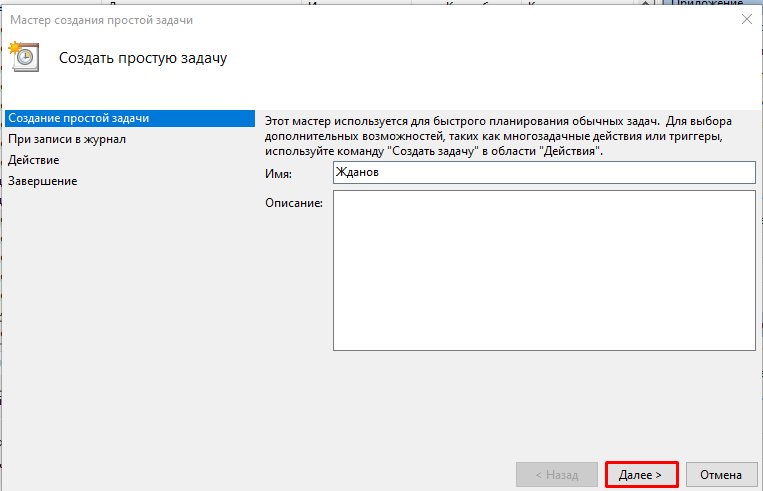 Приложение
Мастер создания простой задачи
Создать простую задачу
Создание простой задачи
При записи в журнал
Действие
Завершение
Этот мастер используется для быстрого планирования обычных задач. Для выбора
дополнительных возможностей, таких как многозадачные действия или триггеры,
используйте команду "Создать задачу" в области "Действия".
Имя:
Жданов
Описание:
< Назад
Далее >
Отмена